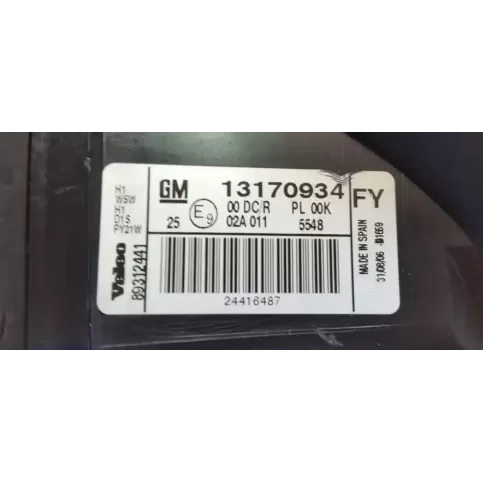 H1
W5W
H1
D1S
PY21W
Valeo
89312441
GM 13170934 FY
25 E9 00 DC/R PL 00K
02A 011 5548
24416487
MADE IN SPAIN
31/08/06